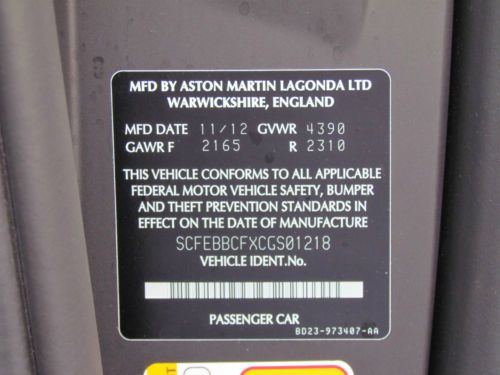 MFD BY ASTON MARTIN LAGONDA LTD
WARWICKSHIRE, ENGLAND
MFD DATE 11/12 GVWR 4390
GAWR F 2165 R 2310
THIS VEHICLE CONFORMS TO ALL APPLICABLE
FEDERAL MOTOR VEHICLE SAFETY, BUMPER
AND THEFT PREVENTION STANDARDS IN
EFFECT ON THE DATE OF MANUFACTURE
SCFEBBCFXCGS01218
VEHICLE IDENT.No.
PASSENGER CAR
BD23-973407-AA